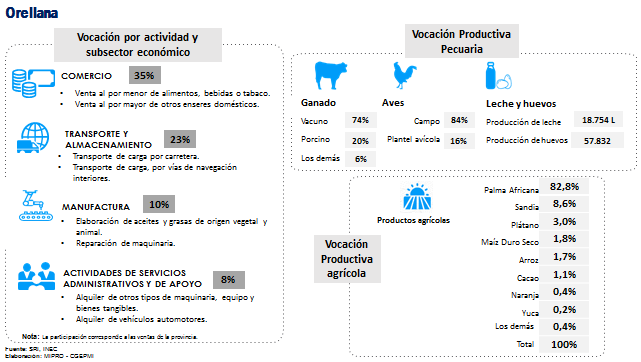 Orellana
Vocación por actividad y
subsector económico
COMERCIO 35%
• Venta al por menor de alimentos, bebidas o tabaco.
• Venta al por mayor de otros enseres domésticos.
TRANSPORTE Y
ALMACENAMIENTO 23%
• Transporte de carga por carretera.
• Transporte de carga, por vías de navegación
interiores.
MANUFACTURA 10%
• Elaboración de aceites y grasas de origen vegetal y
animal.
• Reparación de maquinaria.
ACTIVIDADES DE SERVICIOS
ADMINISTRATIVOS Y DE APOYO 8%
• Alquiler de otros tipos de maquinaria, equipo y
bienes tangibles.
• Alquiler de vehículos automotores.
Nota: La participación corresponde a las ventas de la provincia.
Fuente: SRI, INEC
Elaboración: MIPRO - CGEPMI
Vocación Productiva
Pecuaria
Ganado
Vacuno 74%
Porcino 20%
Los demás 6%
Aves
Campo 84%
Plantel avícola 16%
Leche y huevos
Producción de leche 18.754 L
Producción de huevos 57.832
Vocación
Productiva
agrícola
Productos agrícolas
Palma Africana 82,8%
Sandia 8,6%
Plátano 3,0%
Maíz Duro Seco 1,8%
Arroz 1,7%
Cacao 1,1%
Naranja 0,4%
Yuca 0,2%
Los demás 0,4%
Total 100%